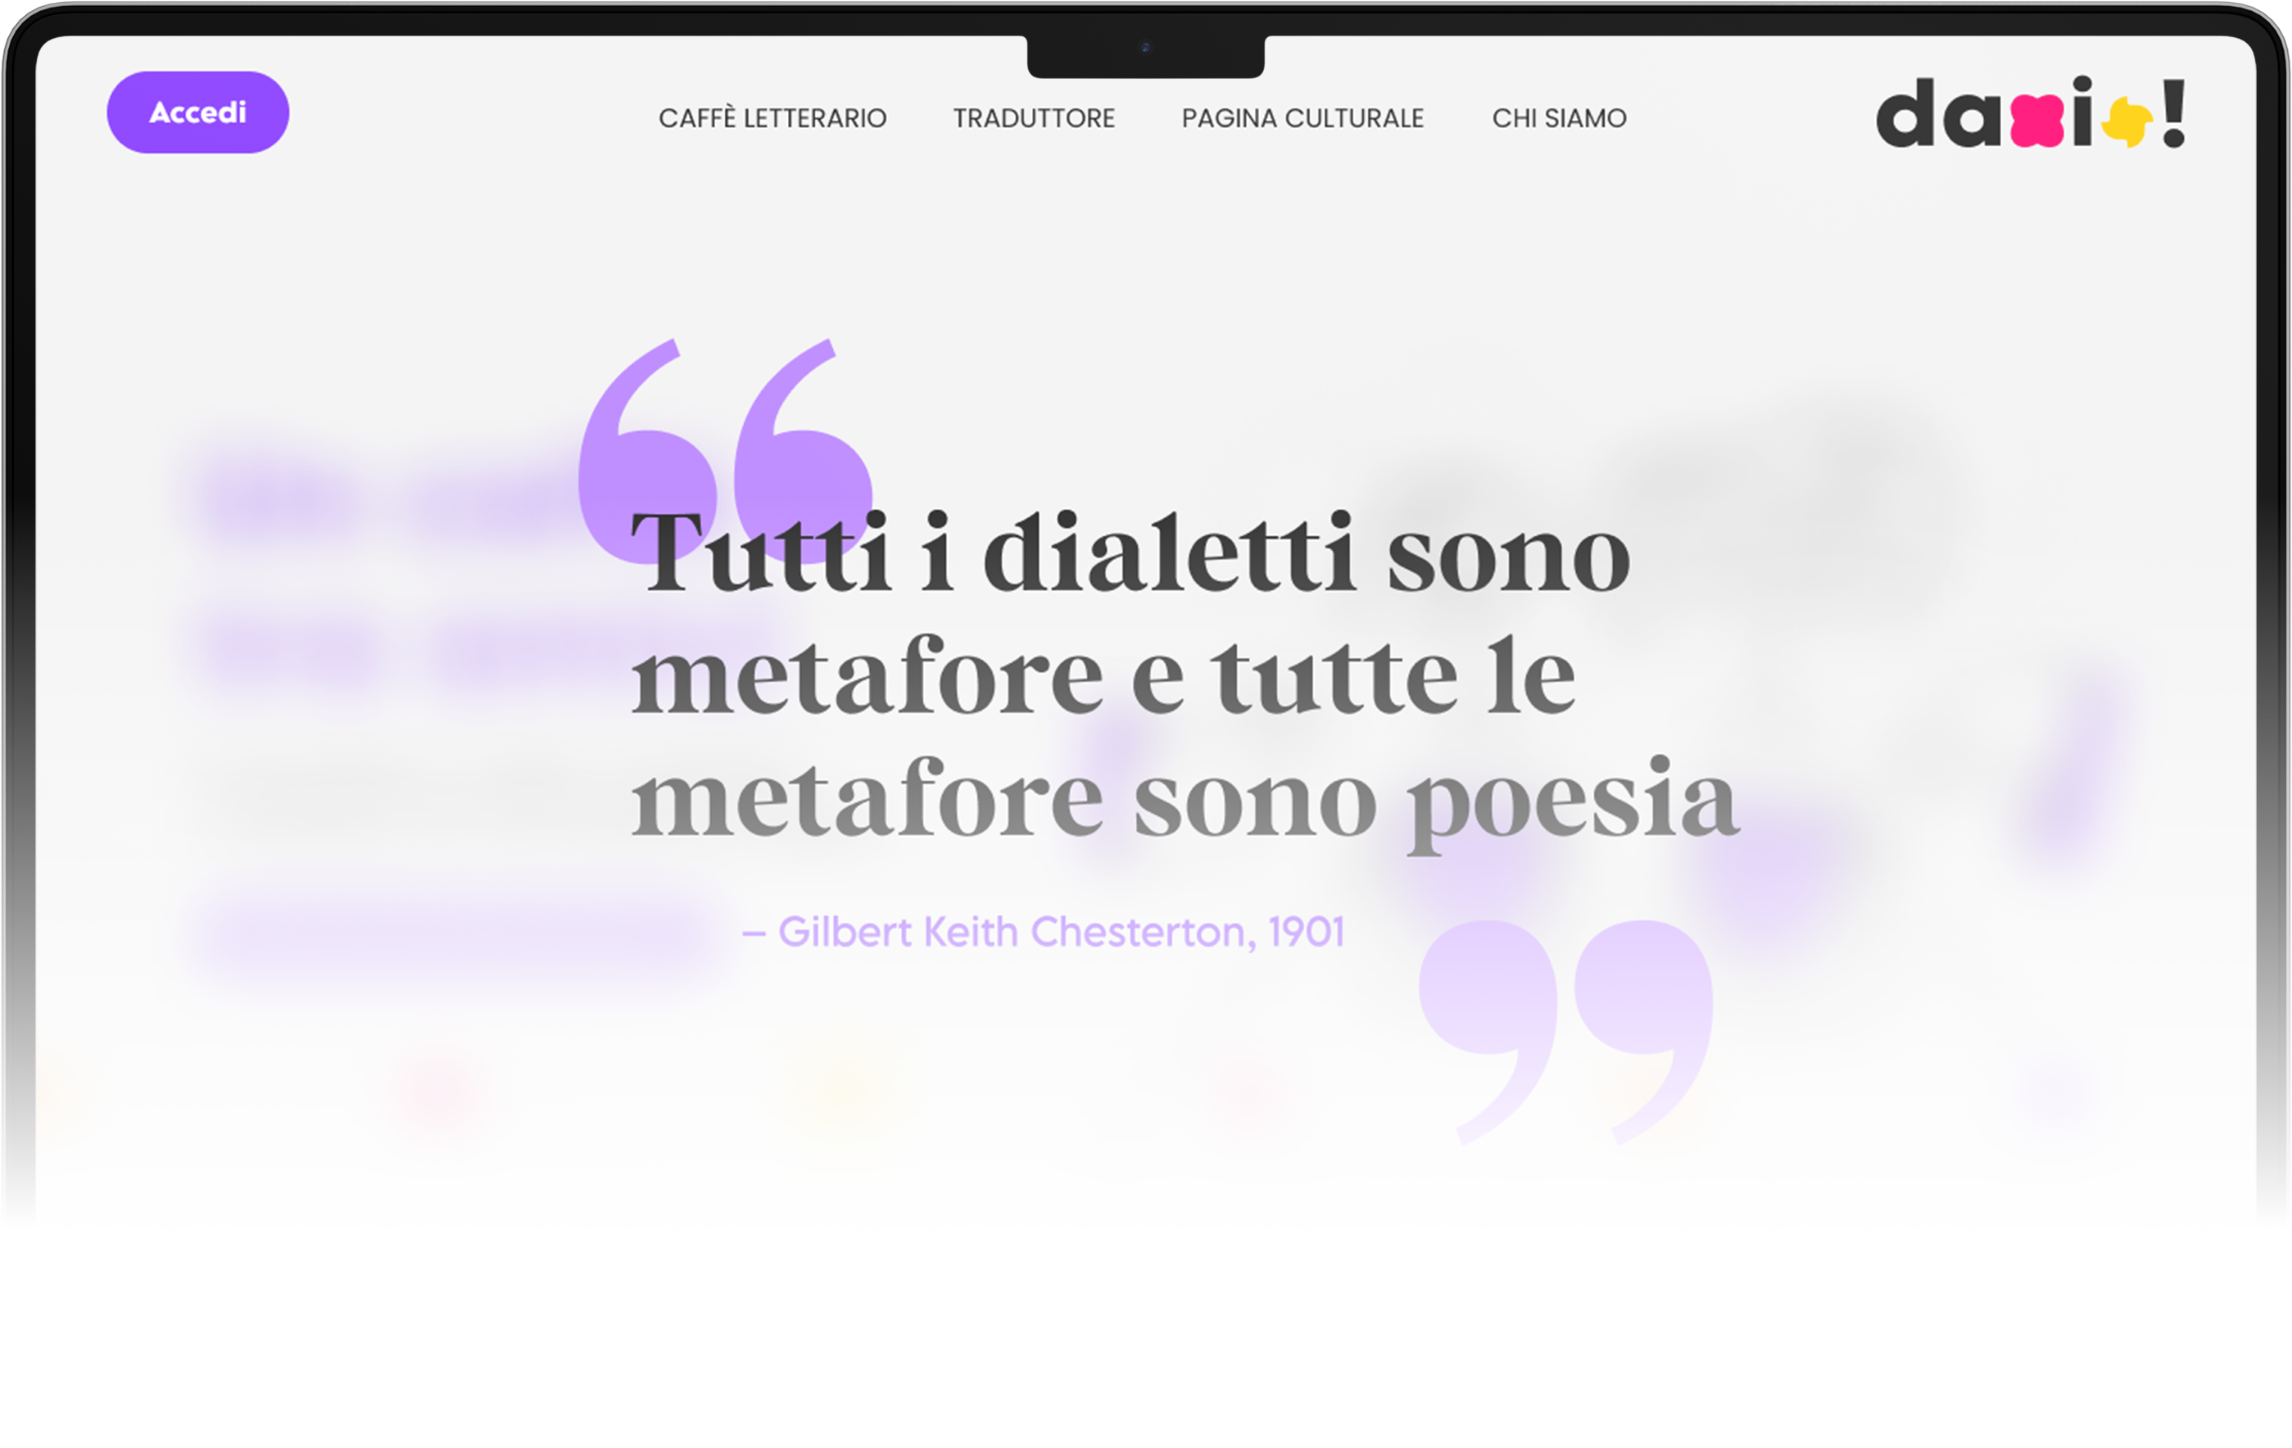 Accedi
CAFFÈ LETTERARIO
TRADUTTORE
PAGINA CULTURALE
CHI SIAMO
“Tutti i dialetti sono
metafore e tutte le
metafore sono poesia
– Gilbert Keith Chesterton, 1901”